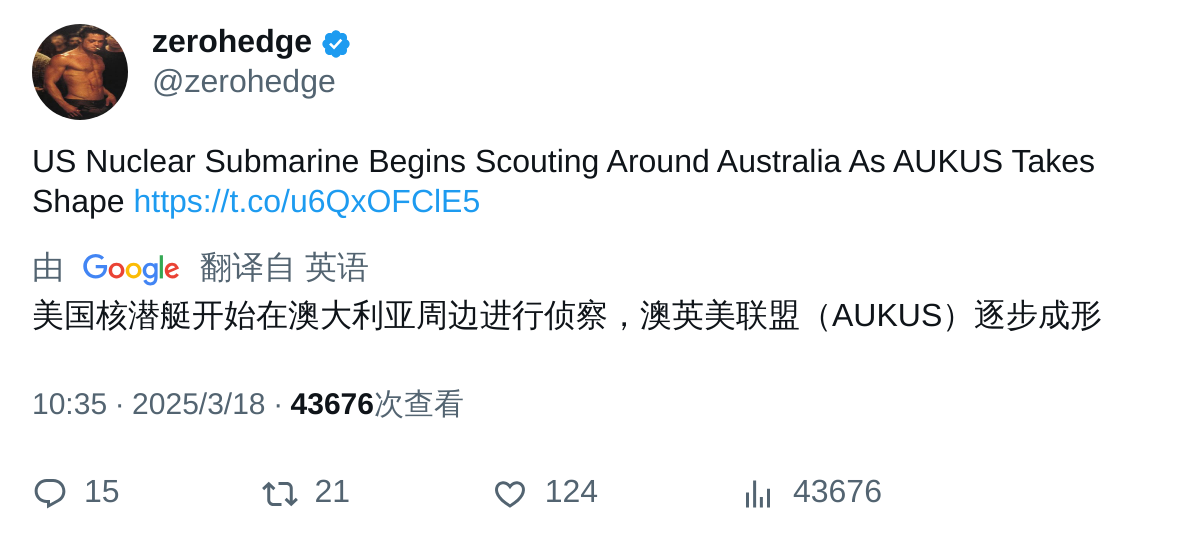 zerohedge
@zerohedge
US Nuclear Submarine Begins Scouting Around Australia As AUKUS Takes
Shape https://t.co/u6QxOFClE5
由 Google 翻译自 英语
美国核潜艇开始在澳大利亚周边进行侦察，澳英美联盟（AUKUS）逐步成形
10:35 · 2025/3/18 · 43676次查看
15 21 124 43676